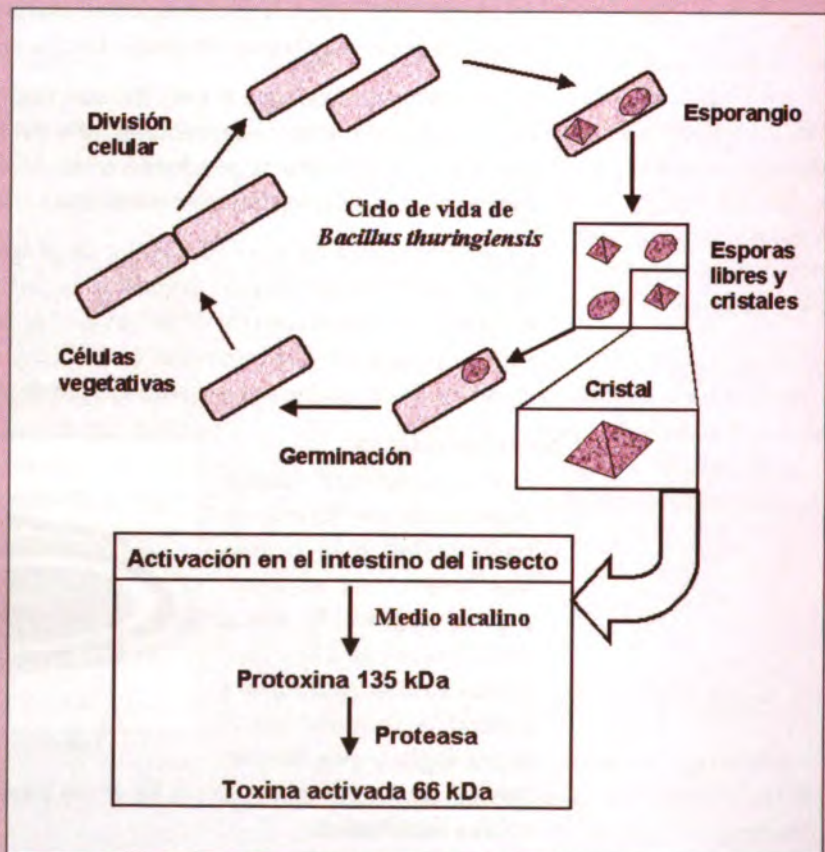 División
celular
Esporangio
Ciclo de vida de
Bacillus thuringiensis
Esporas
libres y
cristales
Células
vegetativas
Cristal
Germinación
Activación en el intestino del insecto
Medio alcalino
Protoxina 135 kDa
Proteasa
Toxina activada 66 kDa